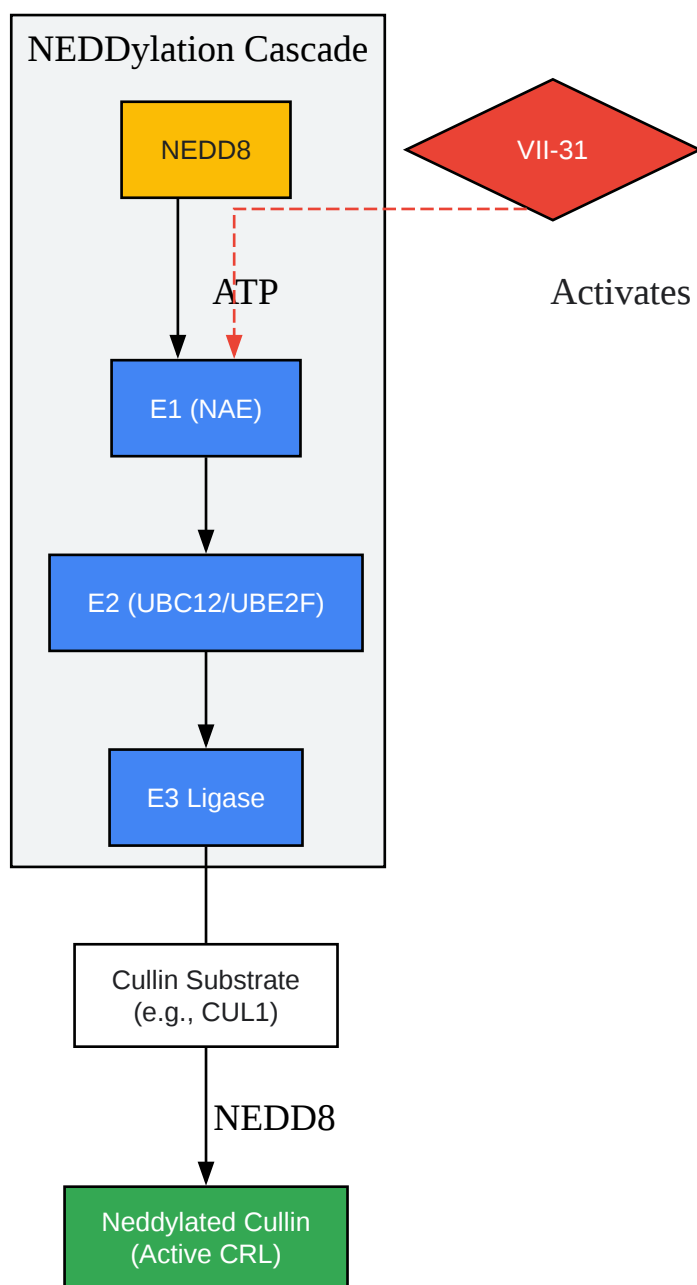 NEDDylation Cascade
NEDD8
VII-31
ATP
Activates
E1 (NAE)
E2 (UBC12/UBE2F)
E3 Ligase
Cullin Substrate
(e.g., CUL1)
NEDD8
Neddylated Cullin
(Active CRL)